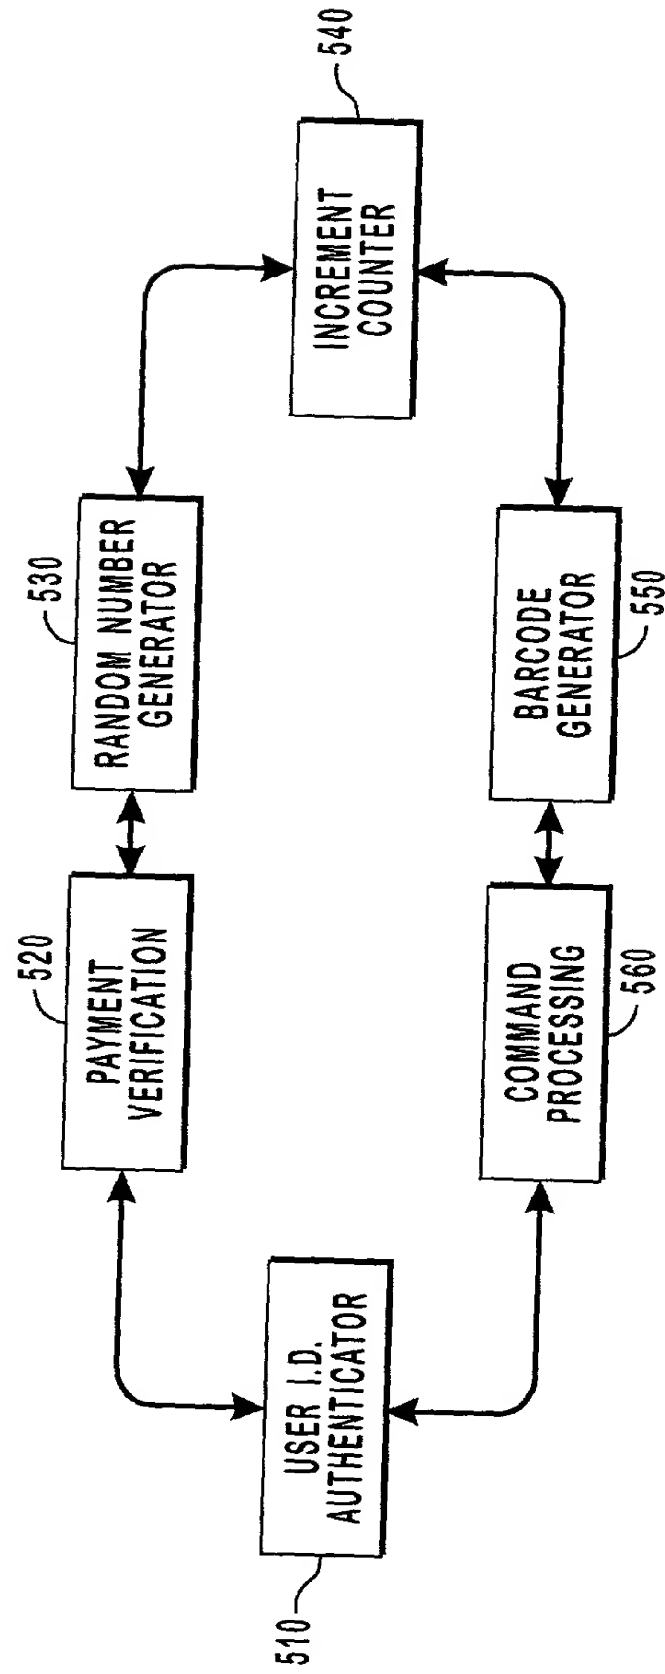 510
USER I.D.
AUTHENTICATOR
520
PAYMENT
VERIFICATION
530
RANDOM NUMBER
GENERATOR
540
INCREMENT
COUNTER
550
BARCODE
GENERATOR
560
COMMAND
PROCESSING